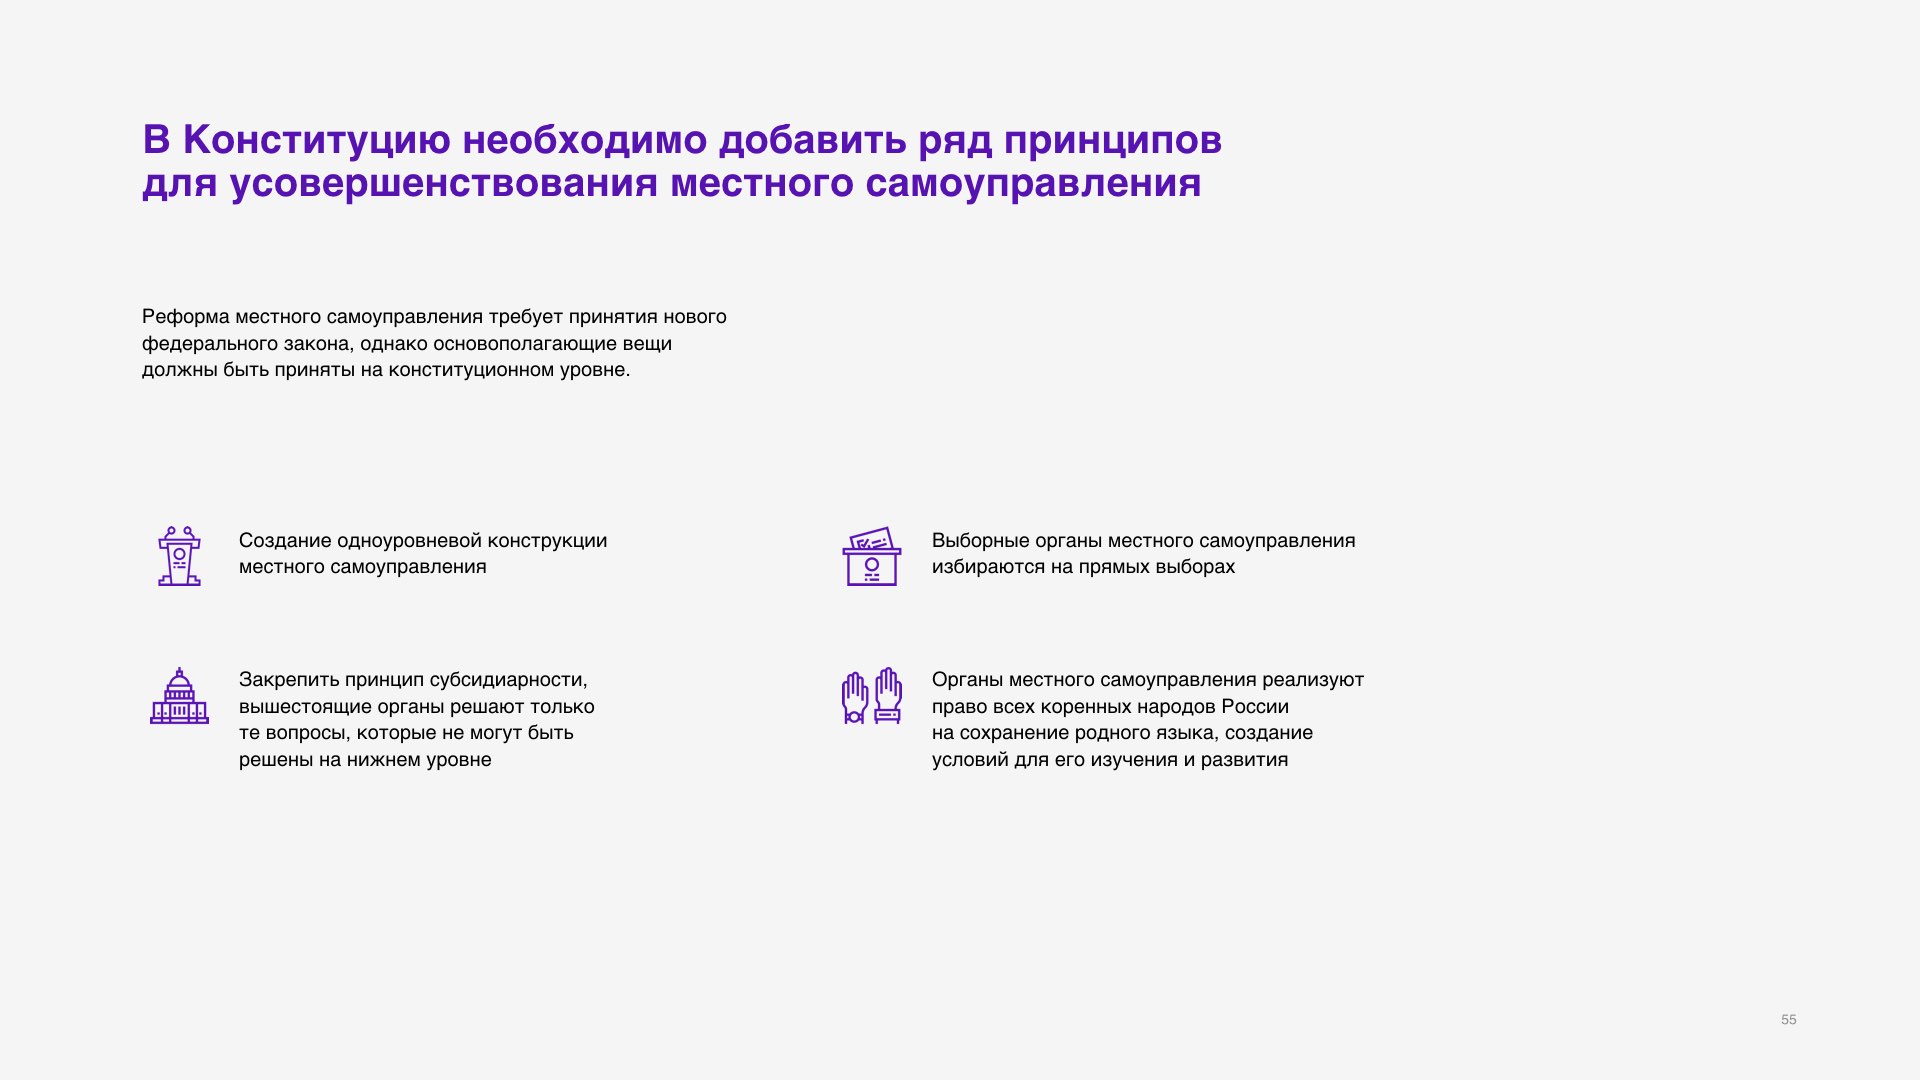 В Конституцию необходимо добавить ряд принципов
для усовершенствования местного самоуправления
Реформа местного самоуправления требует принятия нового
федерального закона, однако основополагающие вещи
должны быть приняты на конституционном уровне.
Создание одноуровневой конструкции
местного самоуправления
Выборные органы местного самоуправления
избираются на прямых выборах
Закрепить принцип субсидиарности,
вышестоящие органы решают только
те вопросы, которые не могут быть
решены на нижнем уровне
Органы местного самоуправления реализуют
право всех коренных народов России
на сохранение родного языка, создание
условий для его изучения и развития
55